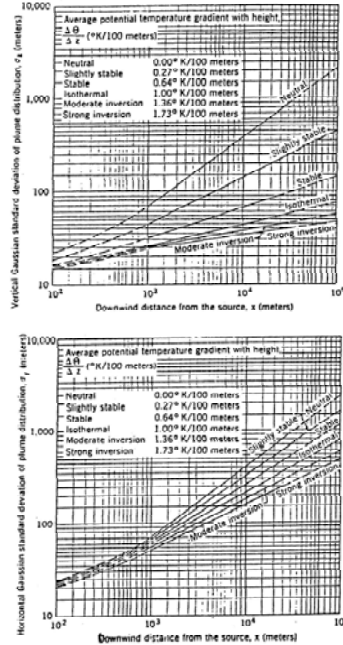 10,000
Average potential temperature gradient with height,
Δθ
Δz (°K/100 meters)
Neutral 0.00° K/100 meters
Slightly stable 0.27° K/100 meters
Stable 0.64° K/100 meters
Isothermal 1.00° K/100 meters
Moderate inversion 1.36° K/100 meters
Strong inversion 1.73° K/100 meters
1,000
100
10
Vertical Gaussian standard deviation of plume distribution, σz (meters)
Neutral
Slightly stable
Stable
Isothermal
Moderate inversion
Strong inversion
10² 10³ 10⁴ 10
Downwind distance from the source, x (meters)
10,000
Average potential temperature gradient with height,
Δθ
Δz (°K/100 meters)
Neutral 0.00° K/100 meters
Slightly stable 0.27° K/100 meters
Stable 0.64° K/100 meters
Isothermal 1.00° K/100 meters
Moderate inversion 1.36° K/100 meters
Strong inversion 1.73° K/100 meters
1,000
100
10
Horizontal Gaussian standard deviation of plume distribution, σy (meters)
Neutral
Slightly stable
Stable
Isothermal
Strong inversion
Moderate inversion
10² 10³ 10⁴ 10
Downwind distance from the source, x (meters)